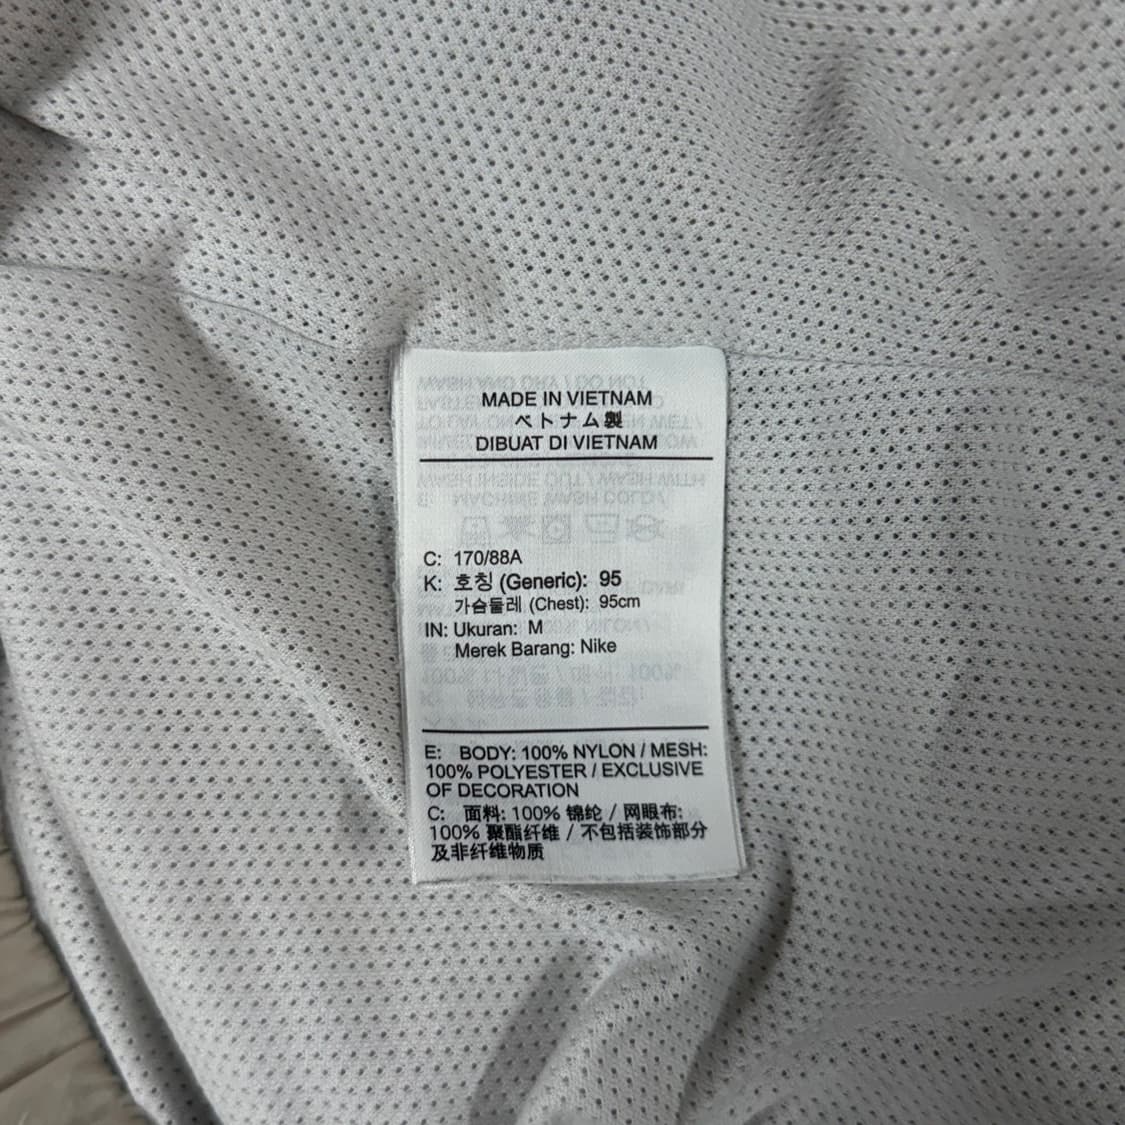 MADE IN VIETNAM
ベトナム製
DIBUAT DI VIETNAM
C: 170/88A
K: 호칭 (Generic): 95
가슴둘레 (Chest): 95cm
IN: Ukuran: M
Merek Barang: Nike
E: BODY: 100% NYLON / MESH:
100% POLYESTER / EXCLUSIVE
OF DECORATION
C: 面料: 100% 锦纶 / 网眼布:
100% 聚酯纤维 / 不包括装饰部分
及非纤维物质